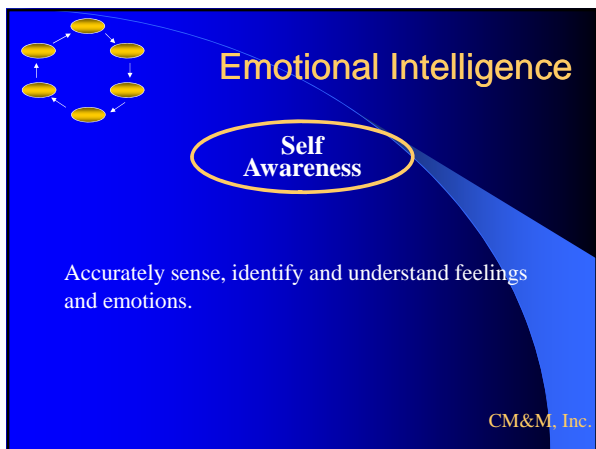 Emotional Intelligence
Self
Awareness
Accurately sense, identify and understand feelings
and emotions.
CM&M, Inc.